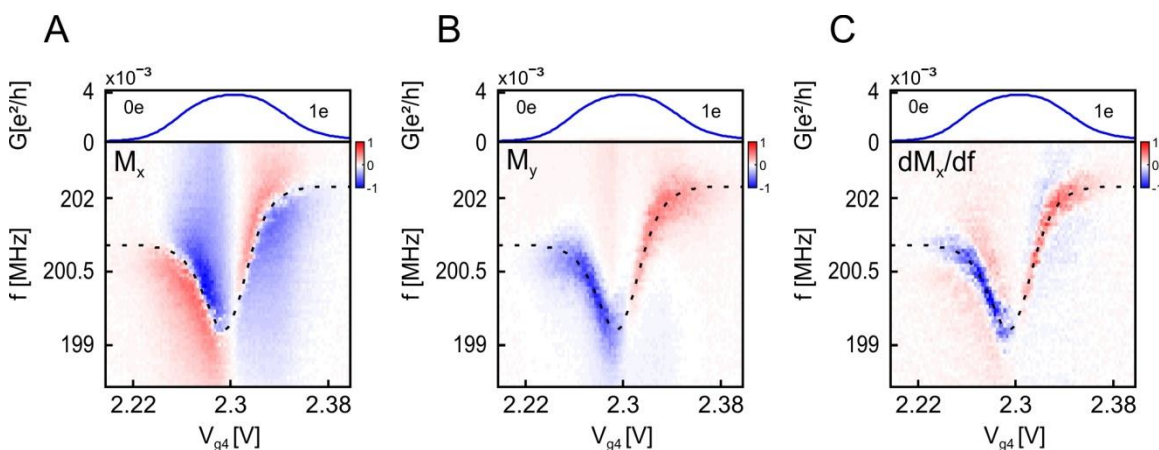 A
B
C
×10⁻³
×10⁻³
×10⁻³
G[e²/h]
4
0
0e
1e
G[e²/h]
4
0
0e
1e
G[e²/h]
4
0
0e
1e
Mₓ
1
0
-1
M_y
1
0
-1
dMₓ/df
1
0
-1
f [MHz]
202
200.5
199
f [MHz]
202
200.5
199
f [MHz]
202
200.5
199
2.22 2.3 2.38
2.22 2.3 2.38
2.22 2.3 2.38
V_g4 [V]
V_g4 [V]
V_g4 [V]